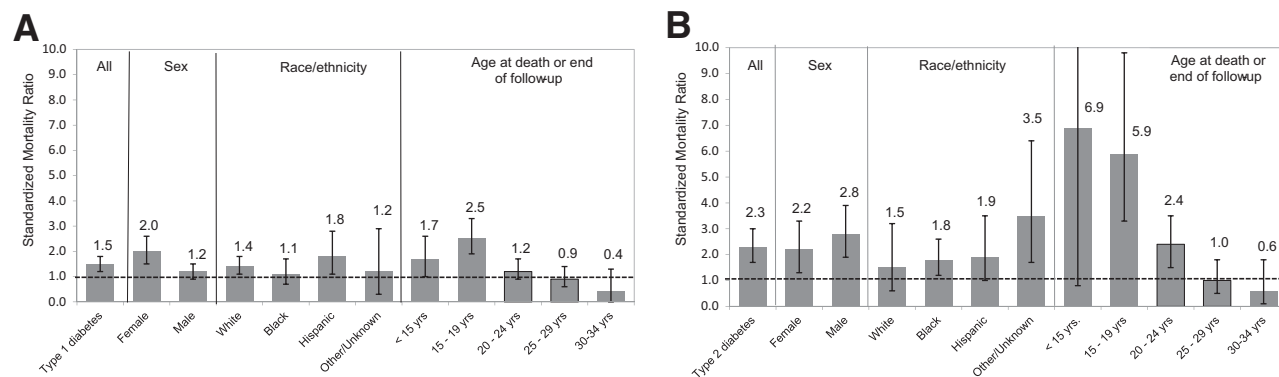 A
10.0
9.0
8.0
7.0
6.0
5.0
4.0
3.0
2.0
1.0
0.0
Standardized Mortality Ratio
All
Sex
Race/ethnicity
Age at death or end
of follow-up
1.5
2.0
1.2
1.4
1.1
1.8
1.2
1.7
2.5
1.2
0.9
0.4
Type 1 diabetes
Female
Male
White
Black
Hispanic
Other/Unknown
< 15 yrs
15 - 19 yrs
20 - 24 yrs
25 - 29 yrs
30-34 yrs
B
10.0
9.0
8.0
7.0
6.0
5.0
4.0
3.0
2.0
1.0
0.0
Standardized Mortality Ratio
All
Sex
Race/ethnicity
Age at death or
end of follow-up
2.3
2.2
2.8
1.5
1.8
1.9
3.5
6.9
5.9
2.4
1.0
0.6
Type 2 diabetes
Female
Male
White
Black
Hispanic
Other/Unknown
< 15 yrs.
15 - 19 yrs
20 - 24 yrs
25 - 29 yrs
30-34 yrs